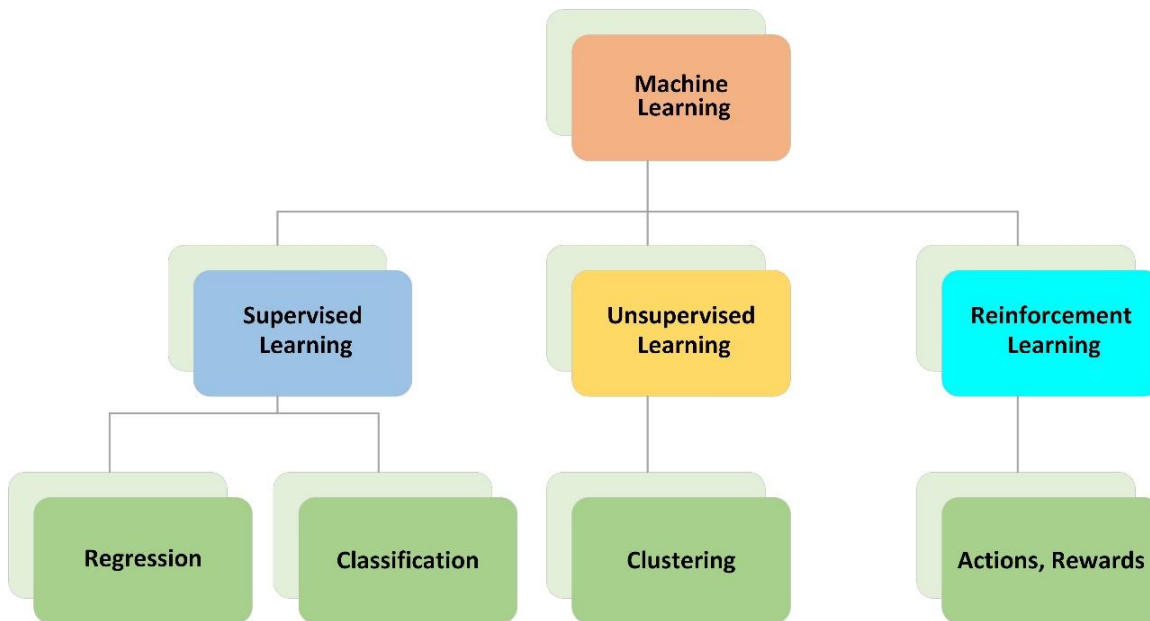 Machine
Learning
Supervised
Learning
Unsupervised
Learning
Reinforcement
Learning
Regression
Classification
Clustering
Actions, Rewards